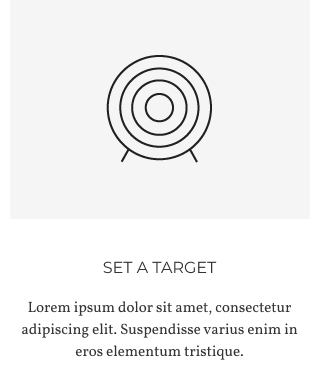 SET A TARGET
Lorem ipsum dolor sit amet, consectetur
adipiscing elit. Suspendisse varius enim in
eros elementum tristique.